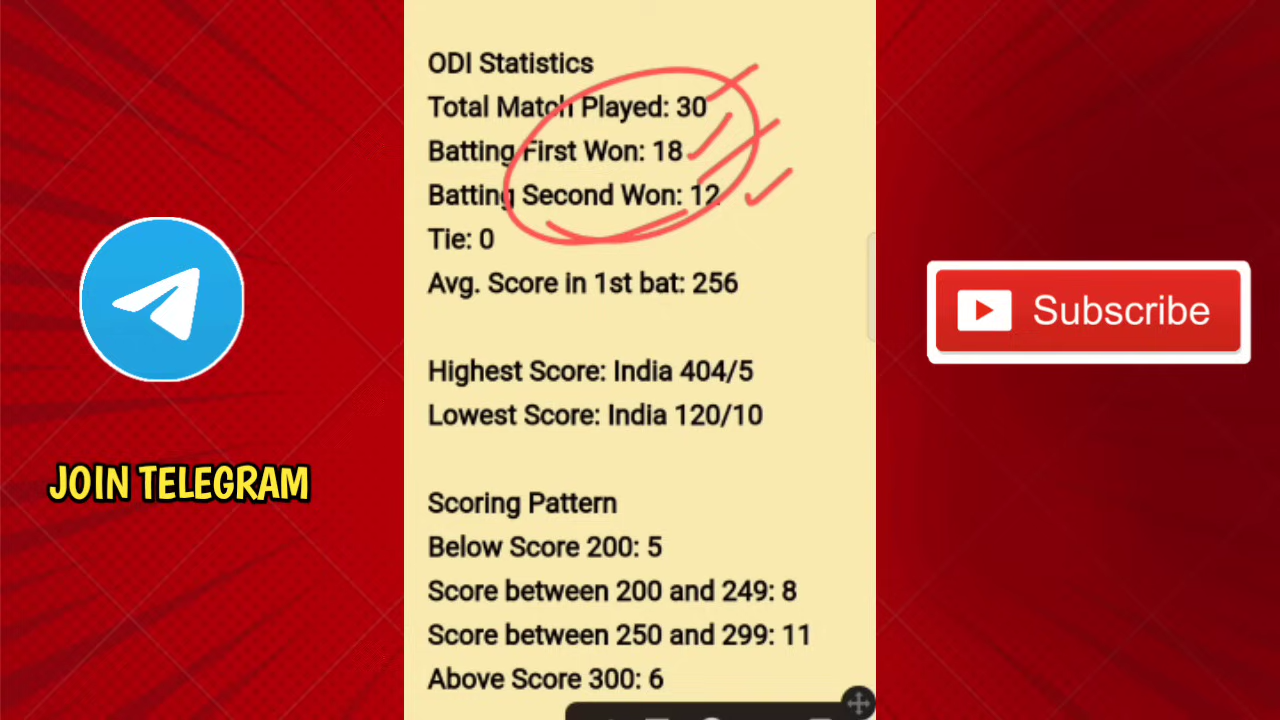 ODI Statistics
Total Match Played: 30
Batting First Won: 18
Batting Second Won: 12
Tie: 0
Avg. Score in 1st bat: 256
Highest Score: India 404/5
Lowest Score: India 120/10
Scoring Pattern
Below Score 200: 5
Score between 200 and 249: 8
Score between 250 and 299: 11
Above Score 300: 6
JOIN TELEGRAM
Subscribe